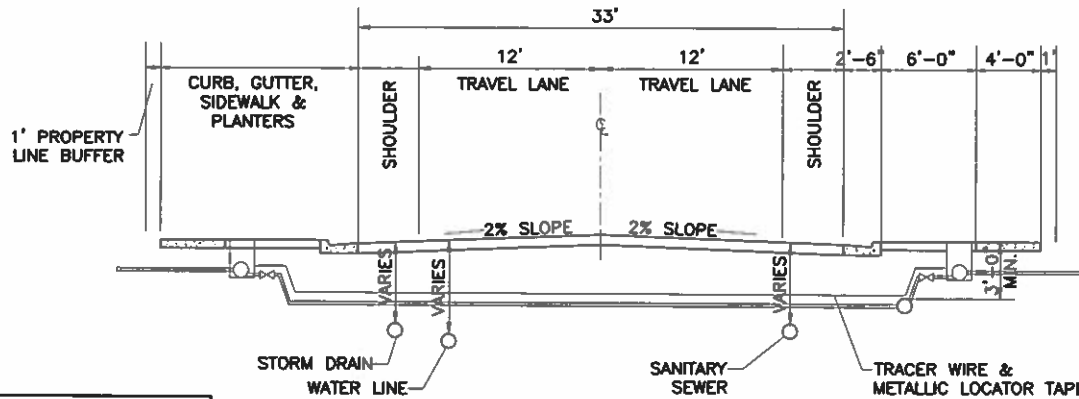 33'
12'
12'
2'-6"
6'-0"
4'-0"
1'
CURB, GUTTER,
SIDEWALK &
PLANTERS
TRAVEL LANE
TRAVEL LANE
SHOULDER
SHOULDER
1' PROPERTY
LINE BUFFER
℄
2% SLOPE
2% SLOPE
VARIES
VARIES
VARIES
3'-0"
MIN.
STORM DRAIN
WATER LINE
SANITARY
SEWER
TRACER WIRE &
METALLIC LOCATOR TAPE